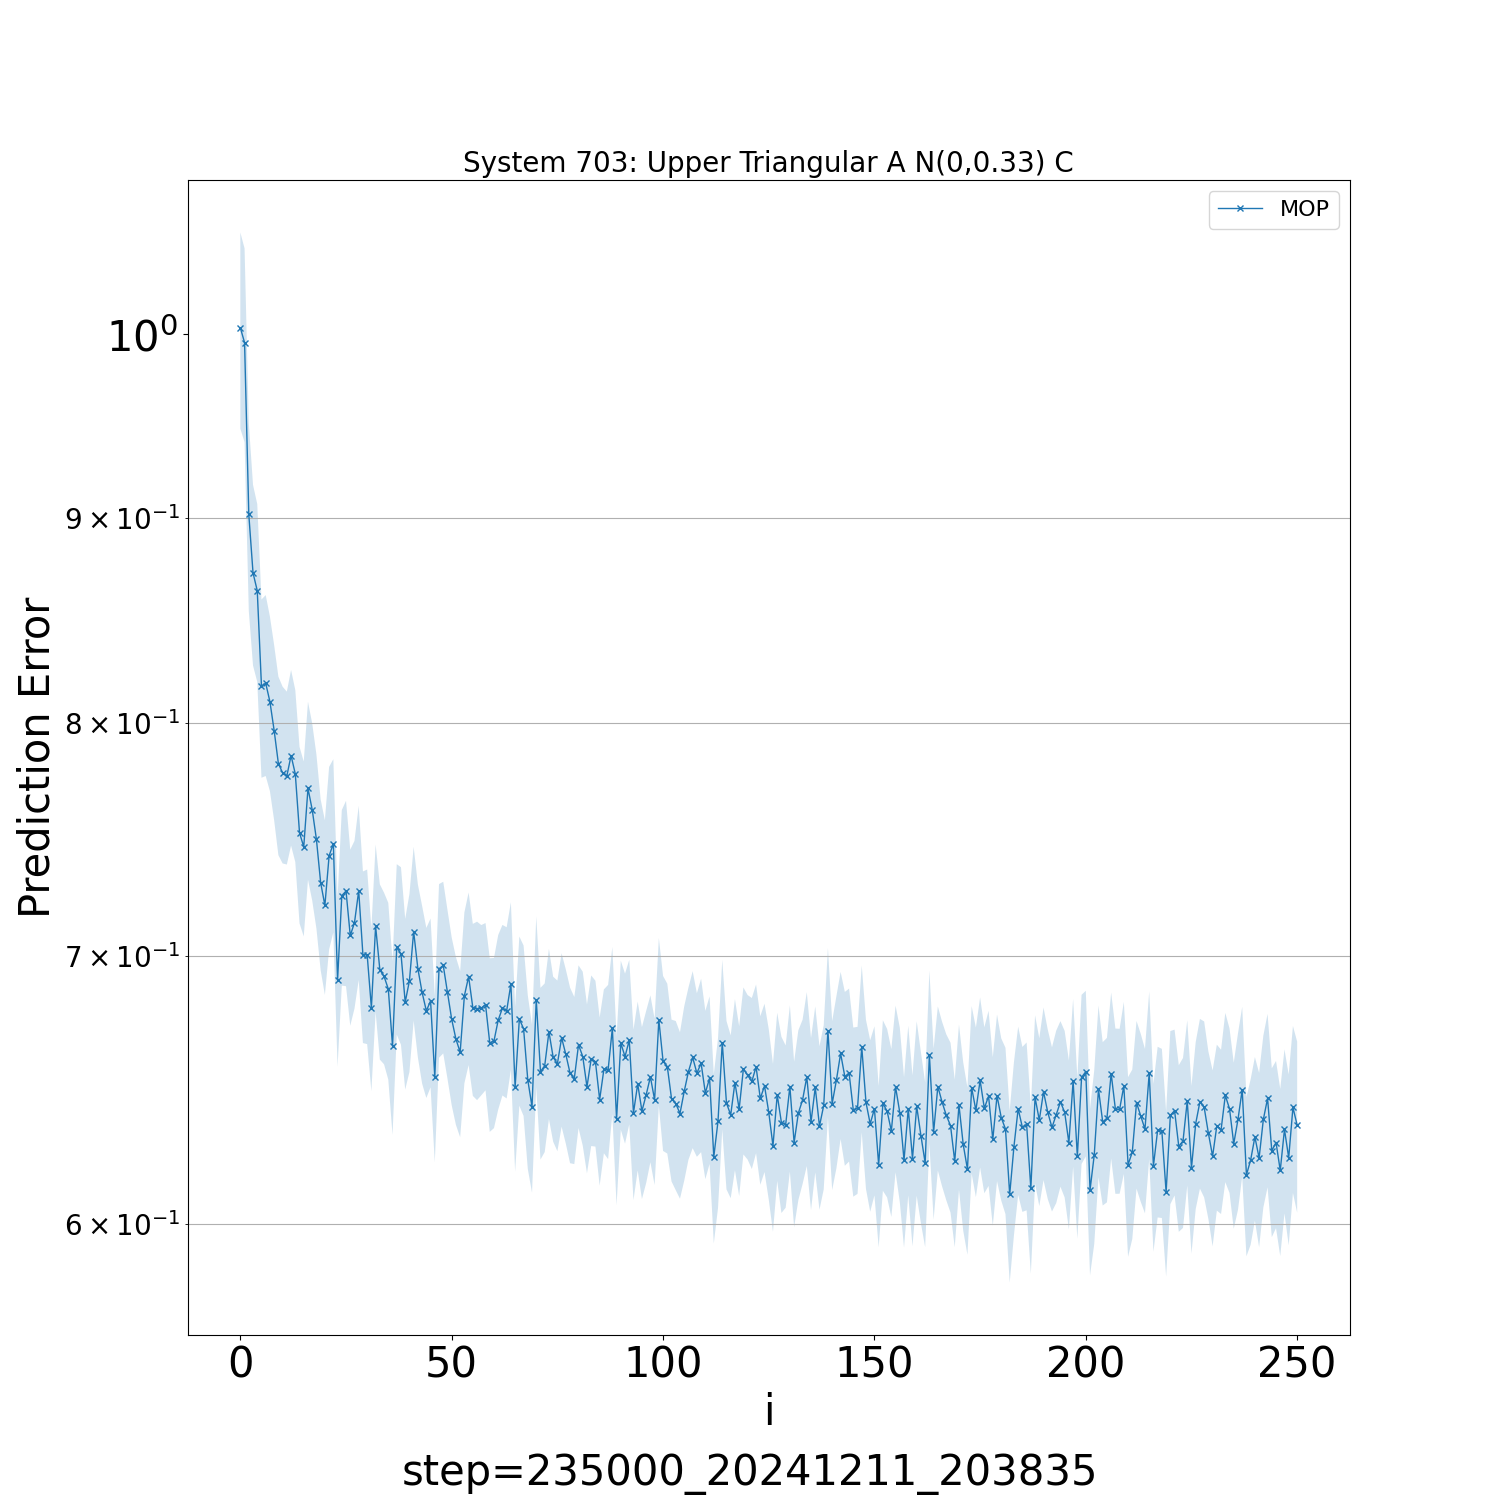 System 703: Upper Triangular A N(0,0.33) C
MOP
10⁰
9 × 10⁻¹
8 × 10⁻¹
7 × 10⁻¹
6 × 10⁻¹
Prediction Error
0 50 100 150 200 250
i
step=235000_20241211_203835